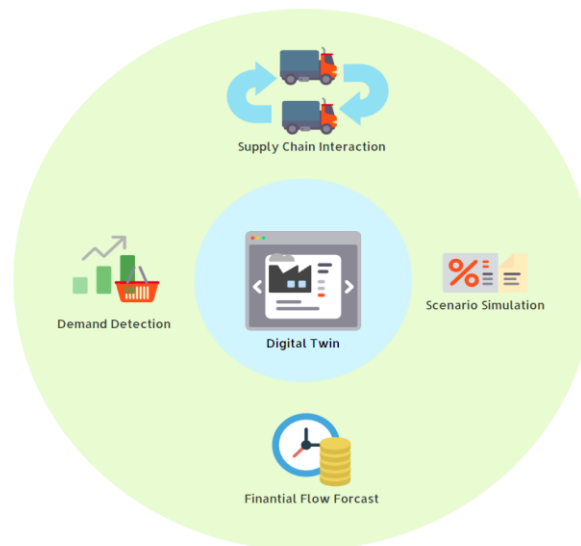 Supply Chain Interaction
Demand Detection
Digital Twin
Scenario Simulation
Finantial Flow Forcast